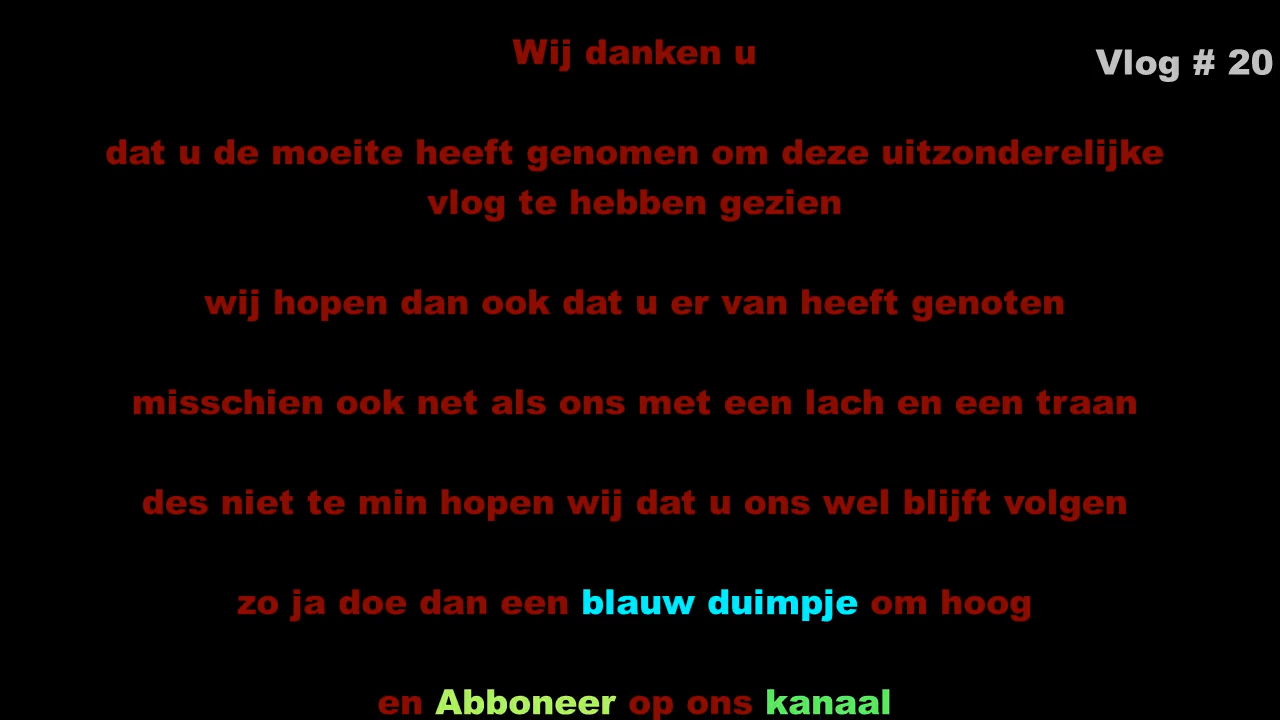 Wij danken u
Vlog # 20
dat u de moeite heeft genomen om deze uitzonderelijke
vlog te hebben gezien
wij hopen dan ook dat u er van heeft genoten
misschien ook net als ons met een lach en een traan
des niet te min hopen wij dat u ons wel blijft volgen
zo ja doe dan een blauw duimpje om hoog
en Abboneer op ons kanaal